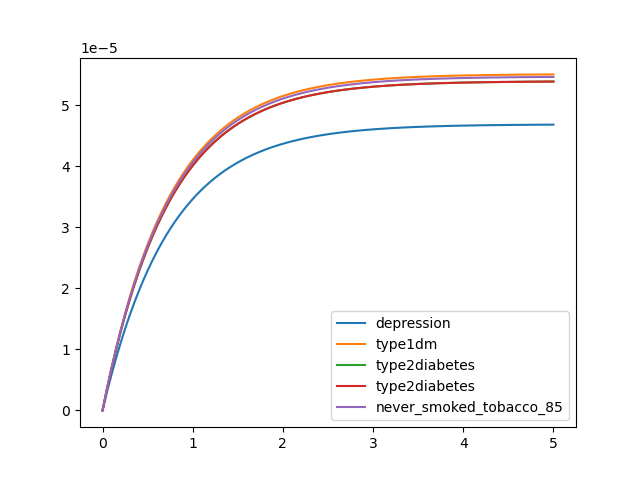 1e−5
5
4
3
2
1
0
0 1 2 3 4 5
depression
type1dm
type2diabetes
type2diabetes
never_smoked_tobacco_85